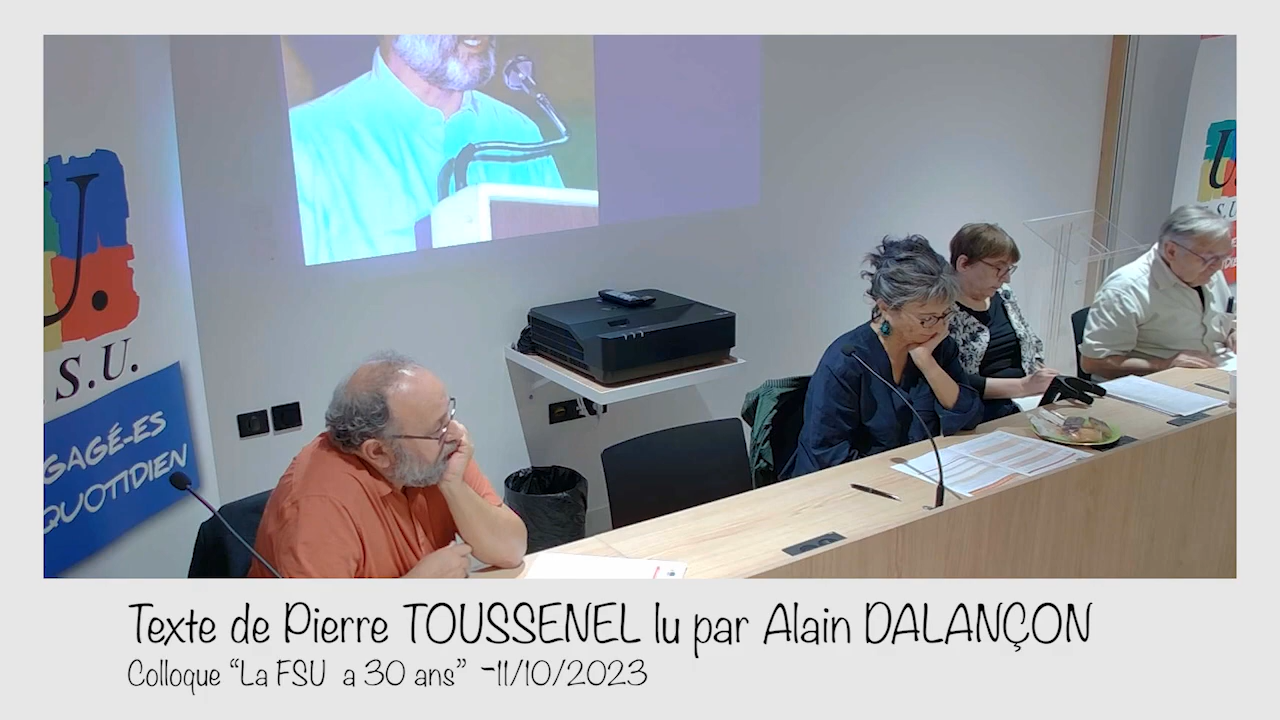 U.
S.U.
GAGÉ-ES
QUOTIDIEN
Texte de Pierre TOUSSENEL lu par Alain DALANÇON
Colloque “La FSU a 30 ans” -11/10/2023